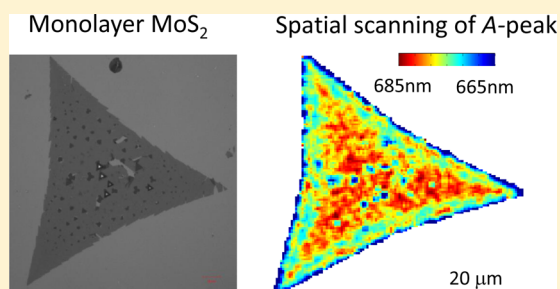 Monolayer MoS₂
Spatial scanning of A-peak
685nm 665nm
20 μm